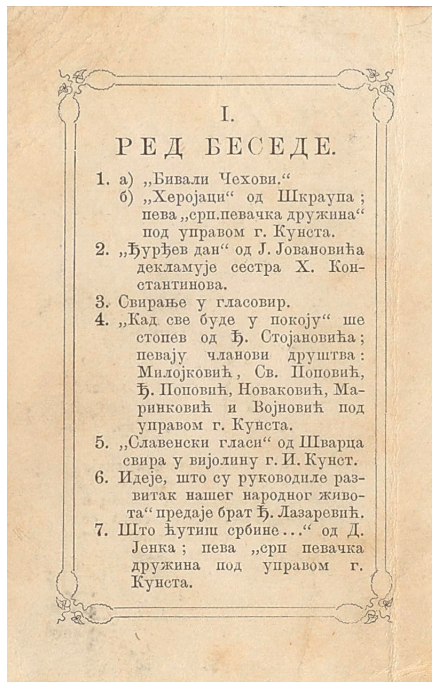 I.
РЕД БЕСЕДЕ.
1. а) „Бивали Чехови.“
б) „Херојаци“ од Шкраупа ;
пева „срп.певачка дружина“
под управом г. Кунста.
2. „Ђурђев дан“ од Ј. Јовановића
декламује сестра Х. Кон-
стантинова.
3. Свирање у гласовир.
4. „Кад све буде у покоју“ ше
стопев од Ђ. Стојановића ;
певају чланови друштва :
Милојковић, Св. Поповић,
Ђ. Поповић, Новаковић, Ма-
ринковић и Војновић под
управом г. Кунста.
5. „Славенски гласи“ од Шварца
свира у вијолину г. И. Кунст.
6. Идеје, што су руководиле раз-
витак нашег народног живо-
та“ предаје брат Ђ. Лазаревић.
7. Што ћутиш србине...“ од Д.
Јенка ; пева „срп певачка
дружина под управом г.
Кунста.